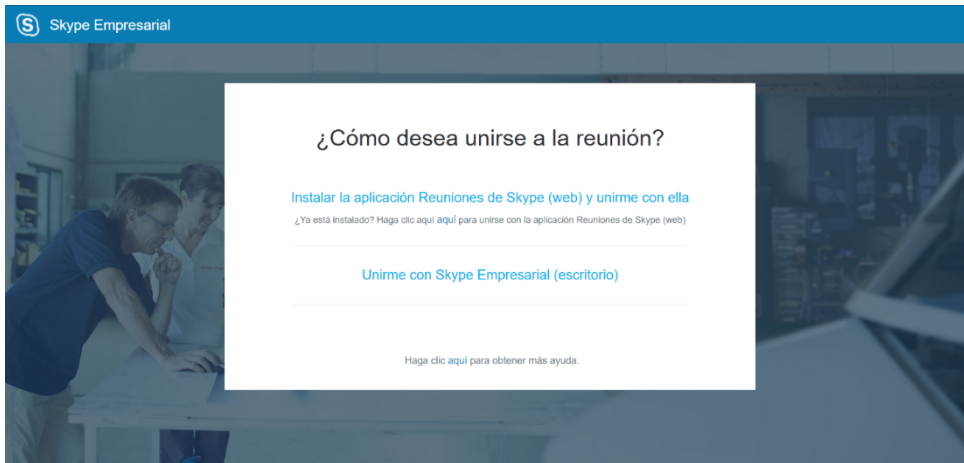 Skype Empresarial
¿Cómo desea unirse a la reunión?
Instalar la aplicación Reuniones de Skype (web) y unirme con ella
¿Ya está instalado? Haga clic aquí aquí para unirse con la aplicación Reuniones de Skype (web)
Unirme con Skype Empresarial (escritorio)
Haga clic aquí para obtener más ayuda.